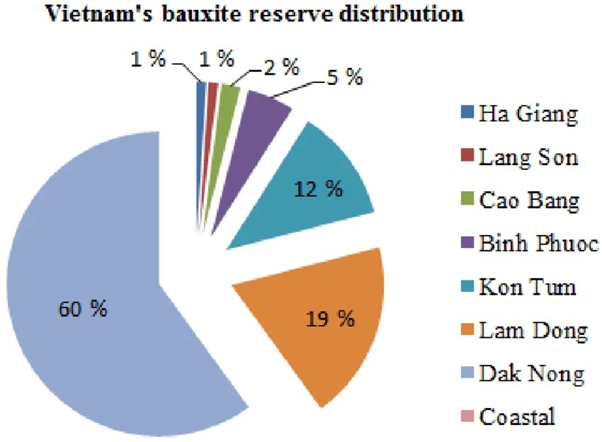 Vietnam's bauxite reserve distribution
1 %
1 %
2 %
5 %
12 %
19 %
60 %
Ha Giang
Lang Son
Cao Bang
Binh Phuoc
Kon Tum
Lam Dong
Dak Nong
Coastal